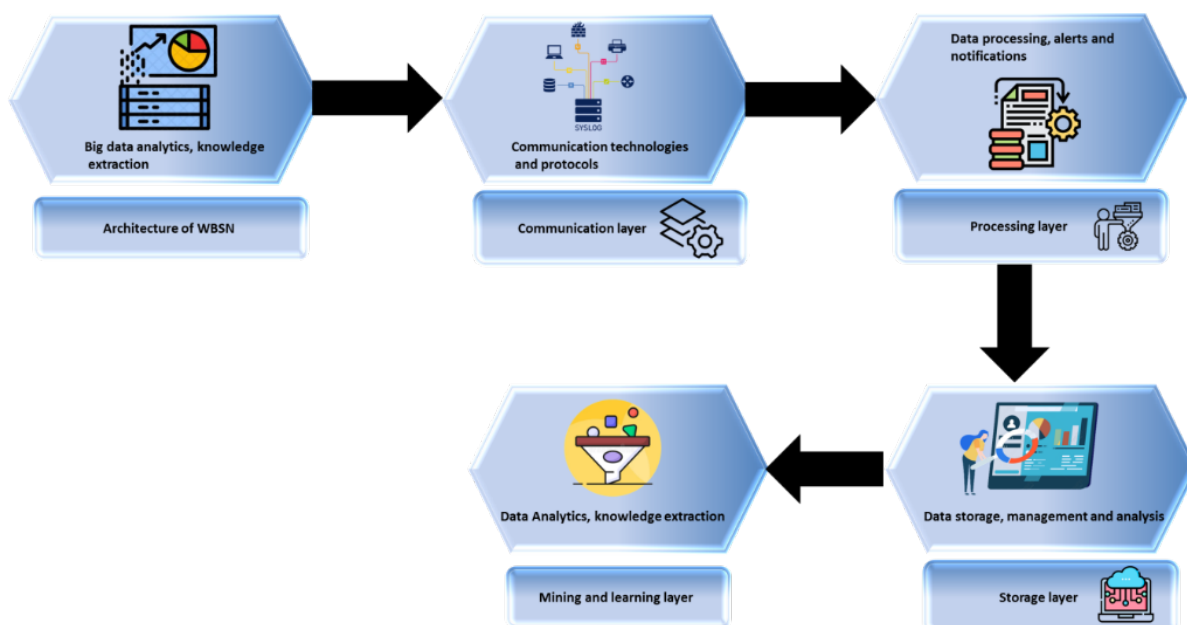 Big data analytics, knowledge
extraction
Architecture of WBSN
SYSLOG
Communication technologies
and protocols
Communication layer
Data processing, alerts and
notifications
Processing layer
Data storage, management and analysis
Storage layer
Data Analytics, knowledge extraction
Mining and learning layer